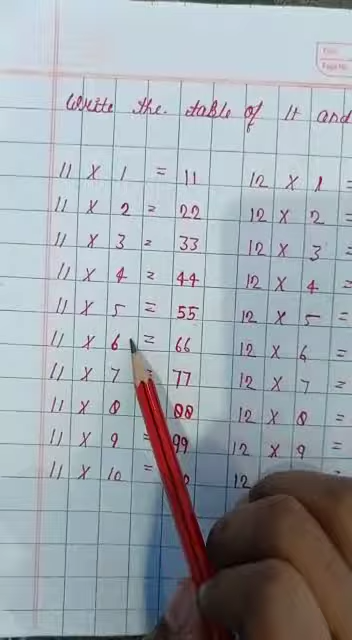 Write the table of 11 and
11 X 1 = 11 12 X 1 =
11 X 2 = 22 12 X 2 =
11 X 3 = 33 12 X 3 =
11 X 4 = 44 12 X 4 =
11 X 5 = 55 12 X 5 =
11 X 6 = 66 12 X 6 =
11 X 7 = 77 12 X 7 =
11 X 8 = 88 12 X 8 =
11 X 9 = 99 12 X 9 =
11 X 10 = 12